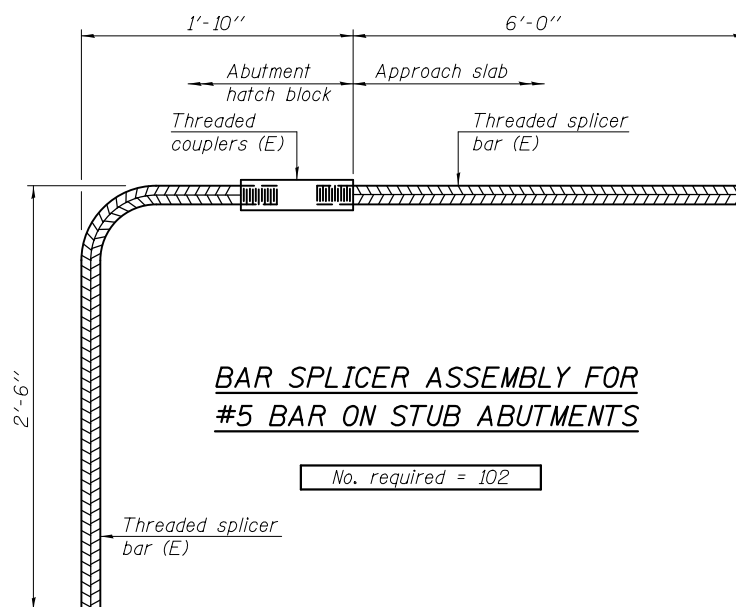 1'-10"
6'-0"
Abutment
hatch block
Approach slab
Threaded
couplers (E)
Threaded splicer
bar (E)
2'-6"
BAR SPLICER ASSEMBLY FOR
#5 BAR ON STUB ABUTMENTS
No. required = 102
Threaded splicer
bar (E)